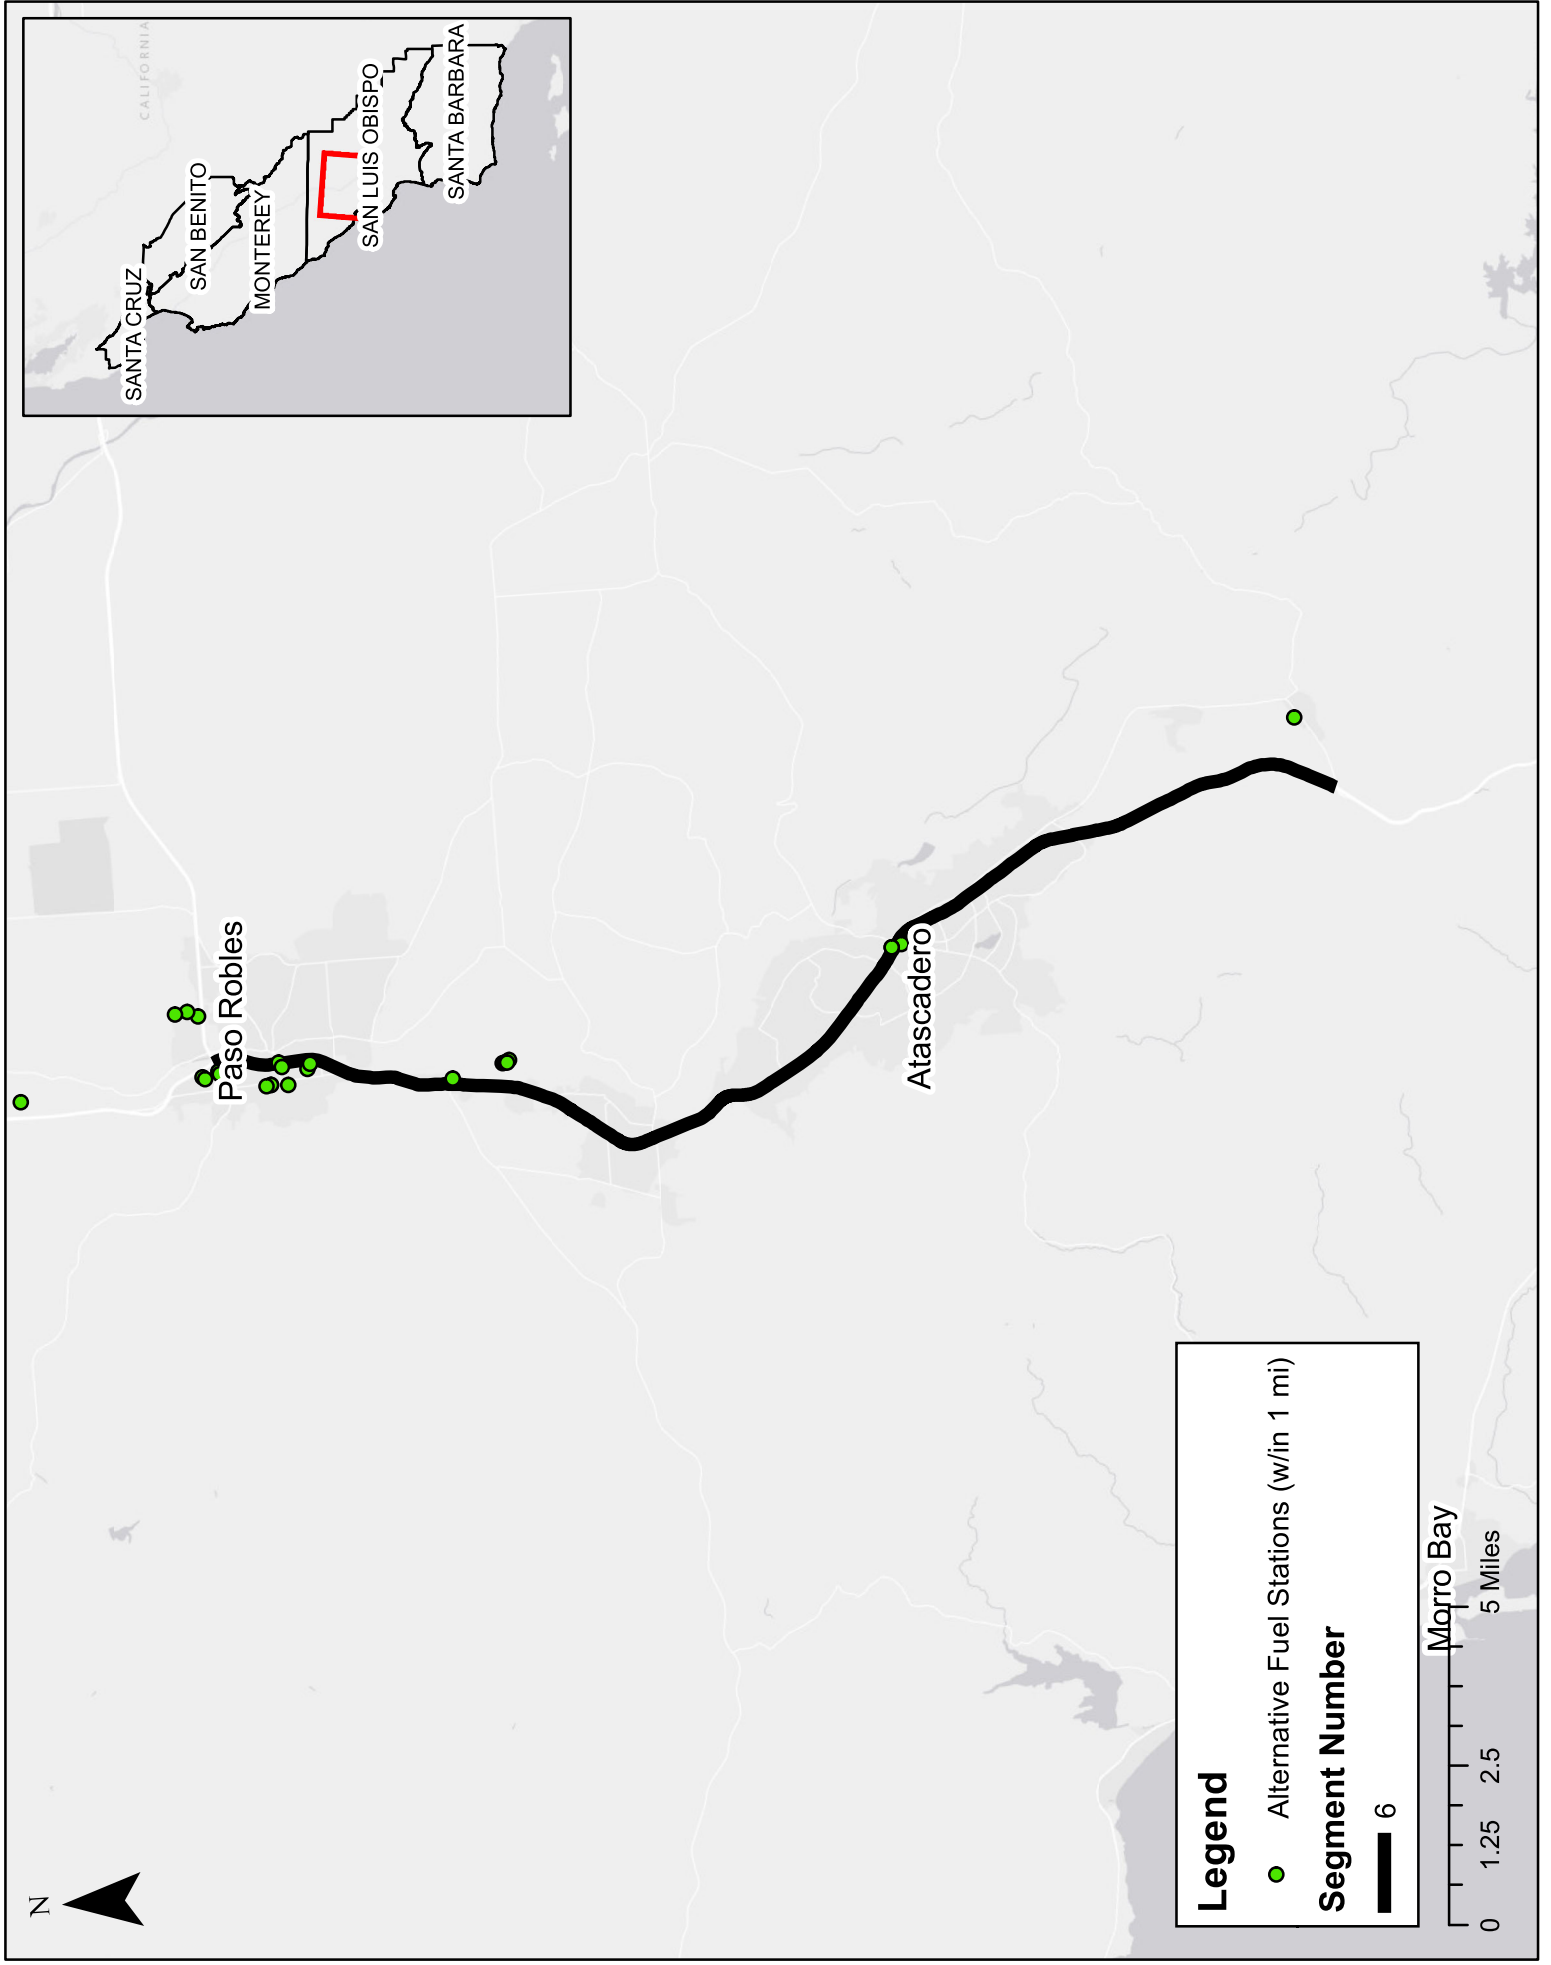 N
CALIFORNIA
SANTA CRUZ
SAN BENITO
MONTEREY
SAN LUIS OBISPO
SANTA BARBARA
Paso Robles
Atascadero
Morro Bay
Legend
Alternative Fuel Stations (w/in 1 mi)
Segment Number
6
0 1.25 2.5 5 Miles